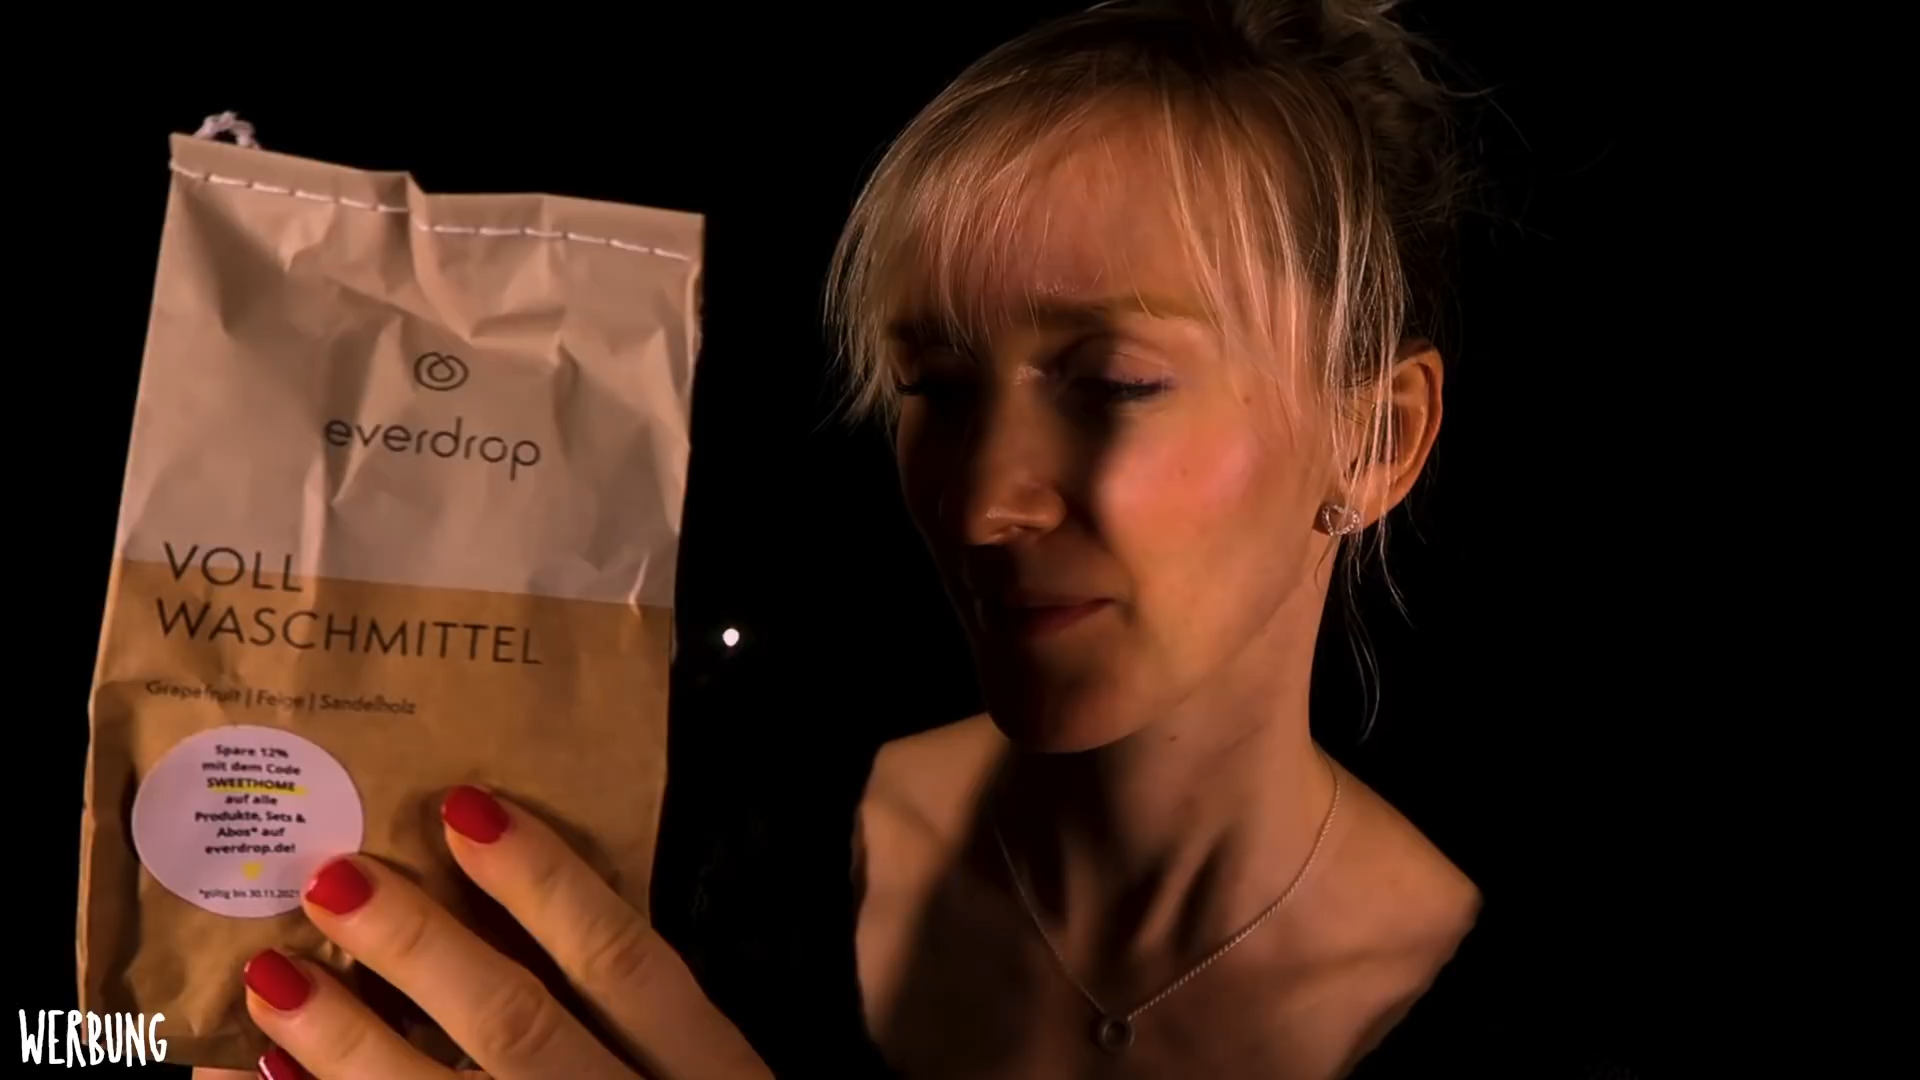 everdrop
VOLL
WASCHMITTEL
Grapefruit | Feige | Sandelholz
Spare 12%
mit dem Code
SWEETHOME
auf alle
Produkte, Sets &
Abos* auf
everdrop.de!
*gültig bis 30.11.2021
WERBUNG